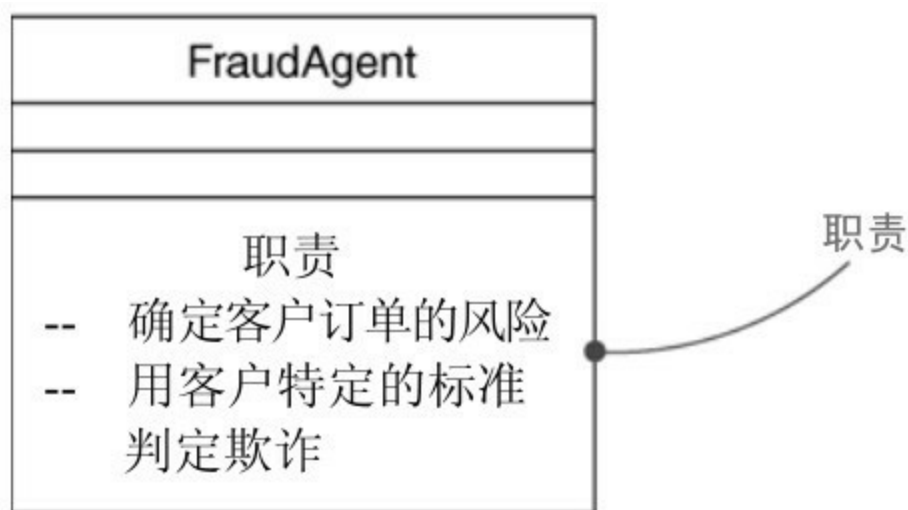 FraudAgent
职责
-- 确定客户订单的风险
-- 用客户特定的标准
判定欺诈
职责